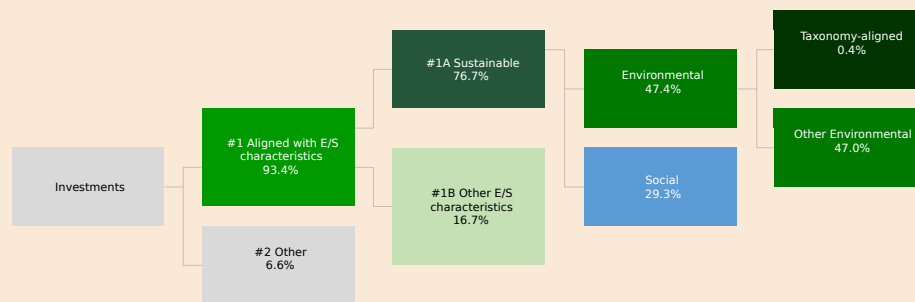 Investments
#1 Aligned with E/S
characteristics
93.4%
#2 Other
6.6%
#1A Sustainable
76.7%
#1B Other E/S
characteristics
16.7%
Environmental
47.4%
Social
29.3%
Taxonomy-aligned
0.4%
Other Environmental
47.0%